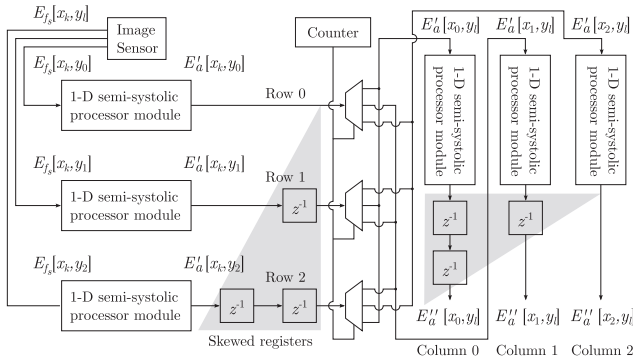 E_{f_s}[x_k,y_l]
Image
Sensor
Counter
E'_a[x_0,y_l]
E'_a[x_1,y_l]
E'_a[x_2,y_l]
E_{f_s}[x_k,y_0]
E'_a[x_k,y_0]
1-D semi-systolic
processor module
Row 0
1-D semi-systolic
processor module
1-D semi-systolic
processor module
1-D semi-systolic
processor module
E_{f_s}[x_k,y_1]
E'_a[x_k,y_1]
1-D semi-systolic
processor module
Row 1
z^{-1}
z^{-1}
z^{-1}
z^{-1}
E_{f_s}[x_k,y_2]
E'_a[x_k,y_2]
1-D semi-systolic
processor module
Row 2
z^{-1}
z^{-1}
Skewed registers
E''_a[x_0,y_l]
E''_a[x_1,y_l]
E''_a[x_2,y_l]
Column 0
Column 1
Column 2